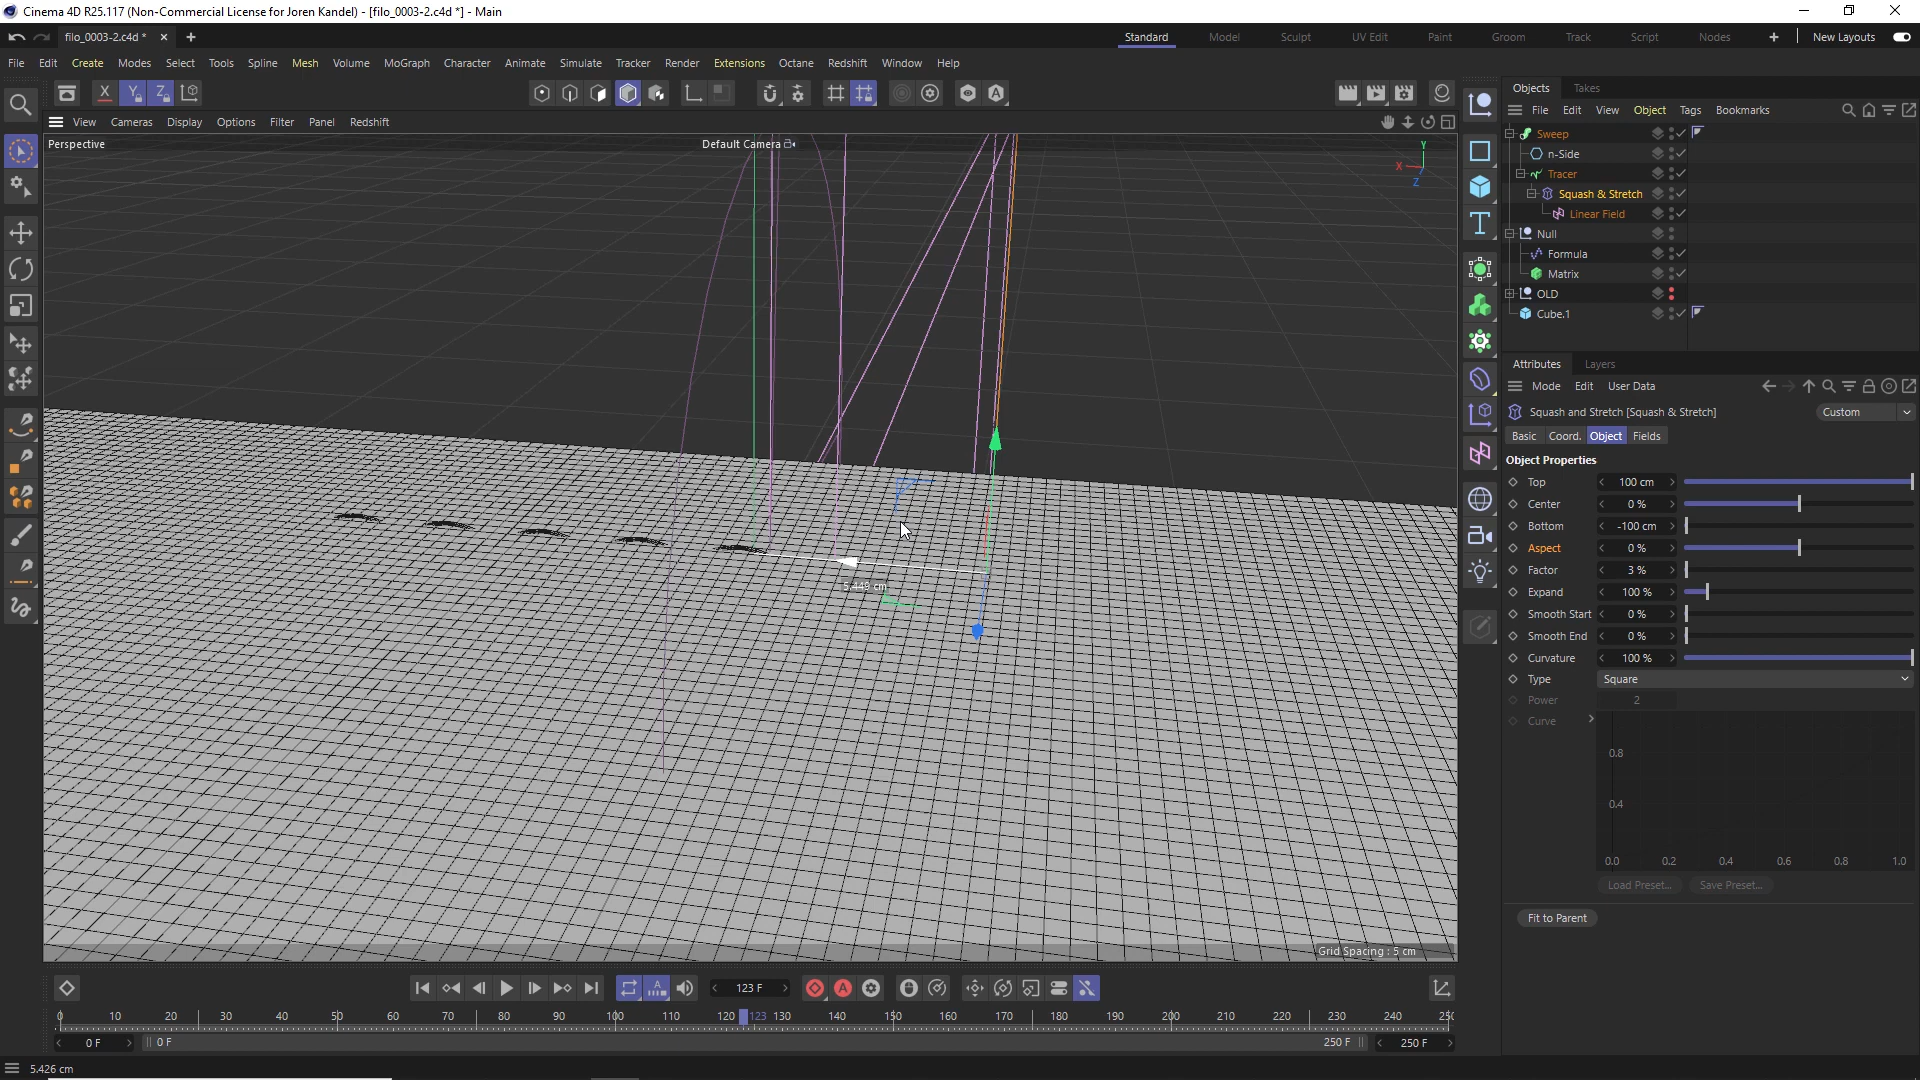 Cinema 4D R25.117 (Non-Commercial License for Joren Kandel) - [filo_0003-2.c4d *] - Main
filo_0003-2.c4d *
Standard Model Sculpt UV Edit Paint Groom Track Script Nodes New Layouts
File Edit Create Modes Select Tools Spline Mesh Volume MoGraph Character Animate Simulate Tracker Render Extensions Octane Redshift Window Help
X Y Z
View Cameras Display Options Filter Panel Redshift
Perspective
Default Camera
Y
X
Z
5.449 cm
Grid Spacing : 5 cm
Objects Takes
File Edit View Object Tags Bookmarks
Sweep
n-Side
Tracer
Squash & Stretch
Linear Field
Null
Formula
Matrix
OLD
Cube.1
Attributes Layers
Mode Edit User Data
Squash and Stretch [Squash & Stretch]
Custom
Basic Coord. Object Fields
Object Properties
Top 100 cm
Center 0 %
Bottom -100 cm
Aspect 0 %
Factor 3 %
Expand 100 %
Smooth Start 0 %
Smooth End 0 %
Curvature 100 %
Type Square
Power 2
Curve
0.8
0.4
0.0 0.2 0.4 0.6 0.8 1.0
Load Preset... Save Preset...
Fit to Parent
123 F
0 10 20 30 40 50 60 70 80 90 100 110 120 123 130 140 150 160 170 180 190 200 210 220 230 240
0 F 0 F 250 F 250 F
5.426 cm